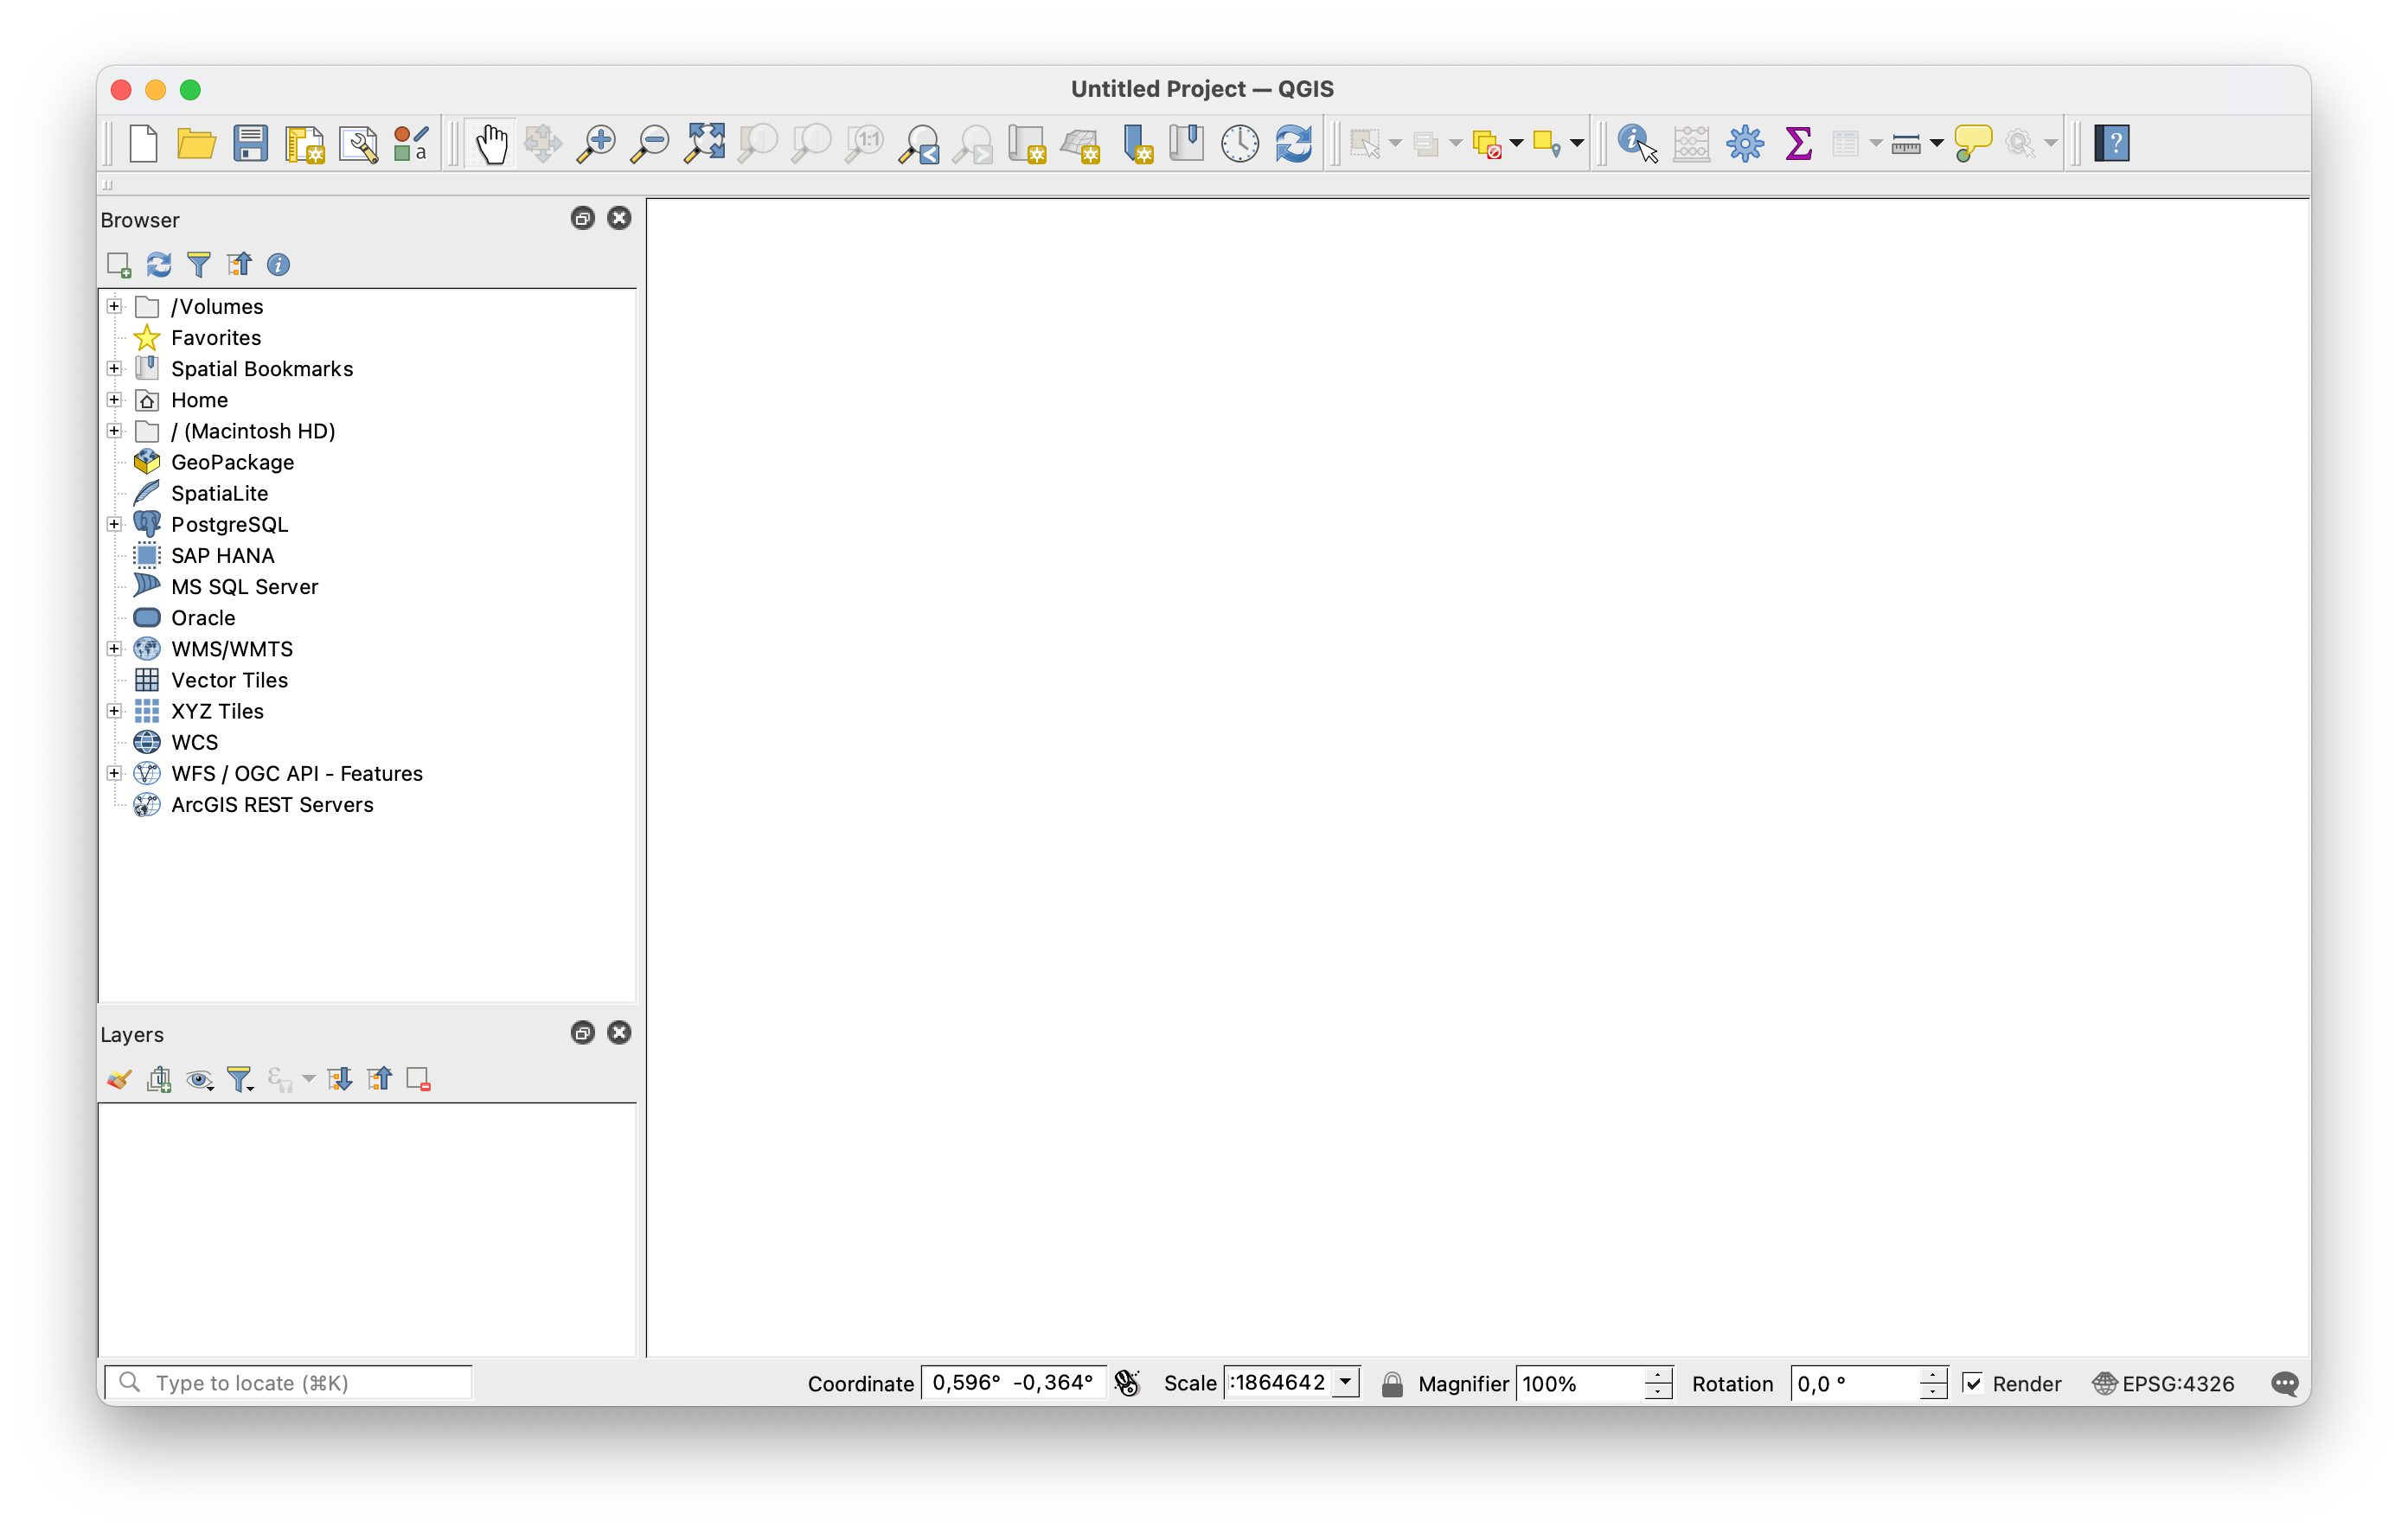 Untitled Project — QGIS
Browser
/Volumes
Favorites
Spatial Bookmarks
Home
/ (Macintosh HD)
GeoPackage
SpatiaLite
PostgreSQL
SAP HANA
MS SQL Server
Oracle
WMS/WMTS
Vector Tiles
XYZ Tiles
WCS
WFS / OGC API - Features
ArcGIS REST Servers
Layers
Type to locate (⌘K) Coordinate 0,596° -0,364° Scale :1864642 Magnifier 100% Rotation 0,0 ° Render EPSG:4326